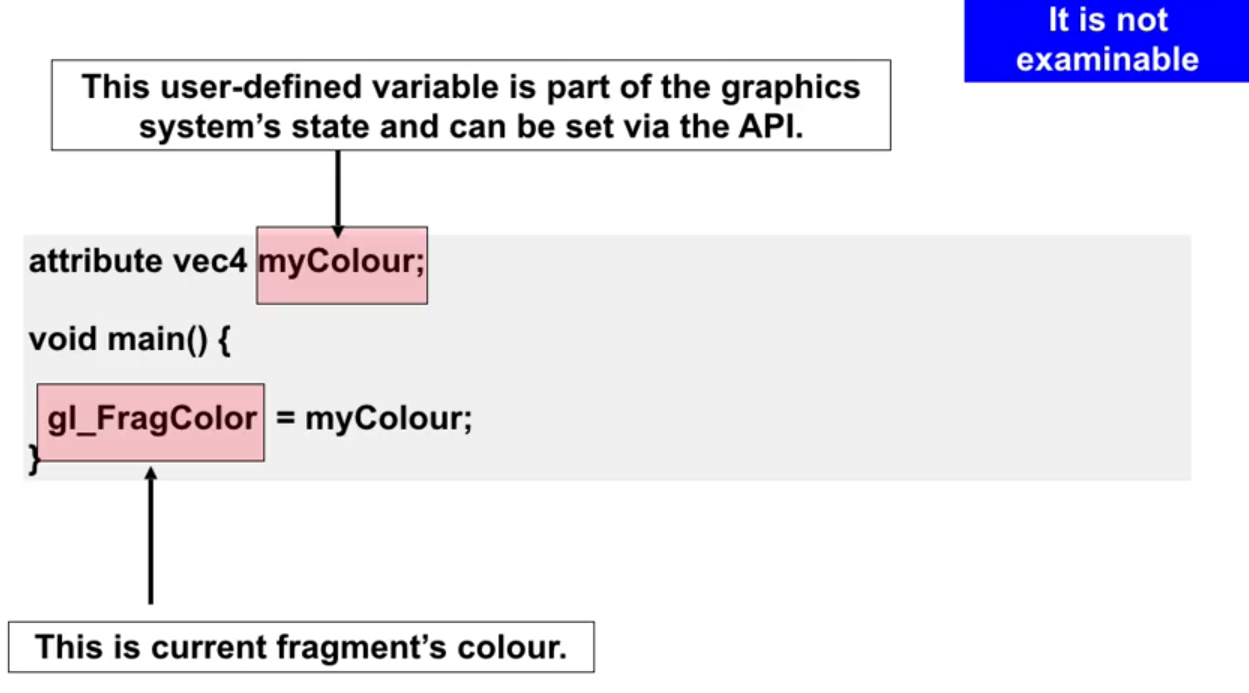 It is not
examinable
This user-defined variable is part of the graphics
system's state and can be set via the API.
attribute vec4 myColour;
void main() {
gl_FragColor = myColour;
}
This is current fragment's colour.